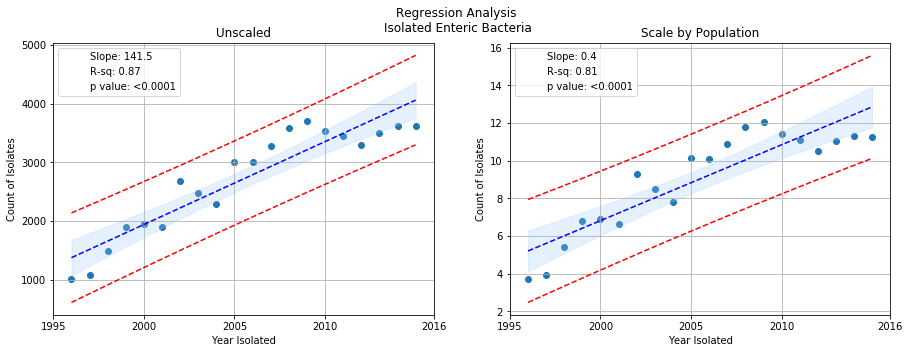 Regression Analysis
Isolated Enteric Bacteria
Unscaled
Slope: 141.5
R-sq: 0.87
p value: <0.0001
5000
4000
3000
2000
1000
Count of Isolates
1995
2000
2005
2010
2016
Year Isolated
Scale by Population
Slope: 0.4
R-sq: 0.81
p value: <0.0001
16
14
12
10
8
6
4
2
Count of Isolates
1995
2000
2005
2010
2016
Year Isolated